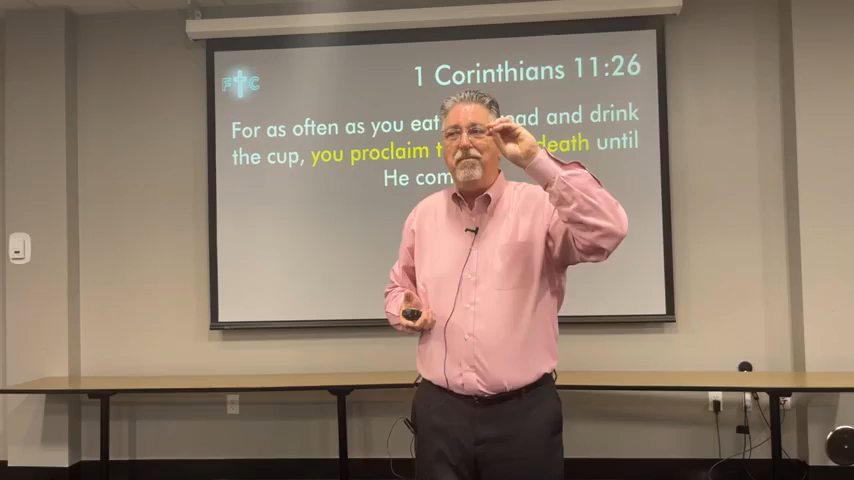 F C
1 Corinthians 11:26
For as often as you eat and drink
the cup, you proclaim death until
He